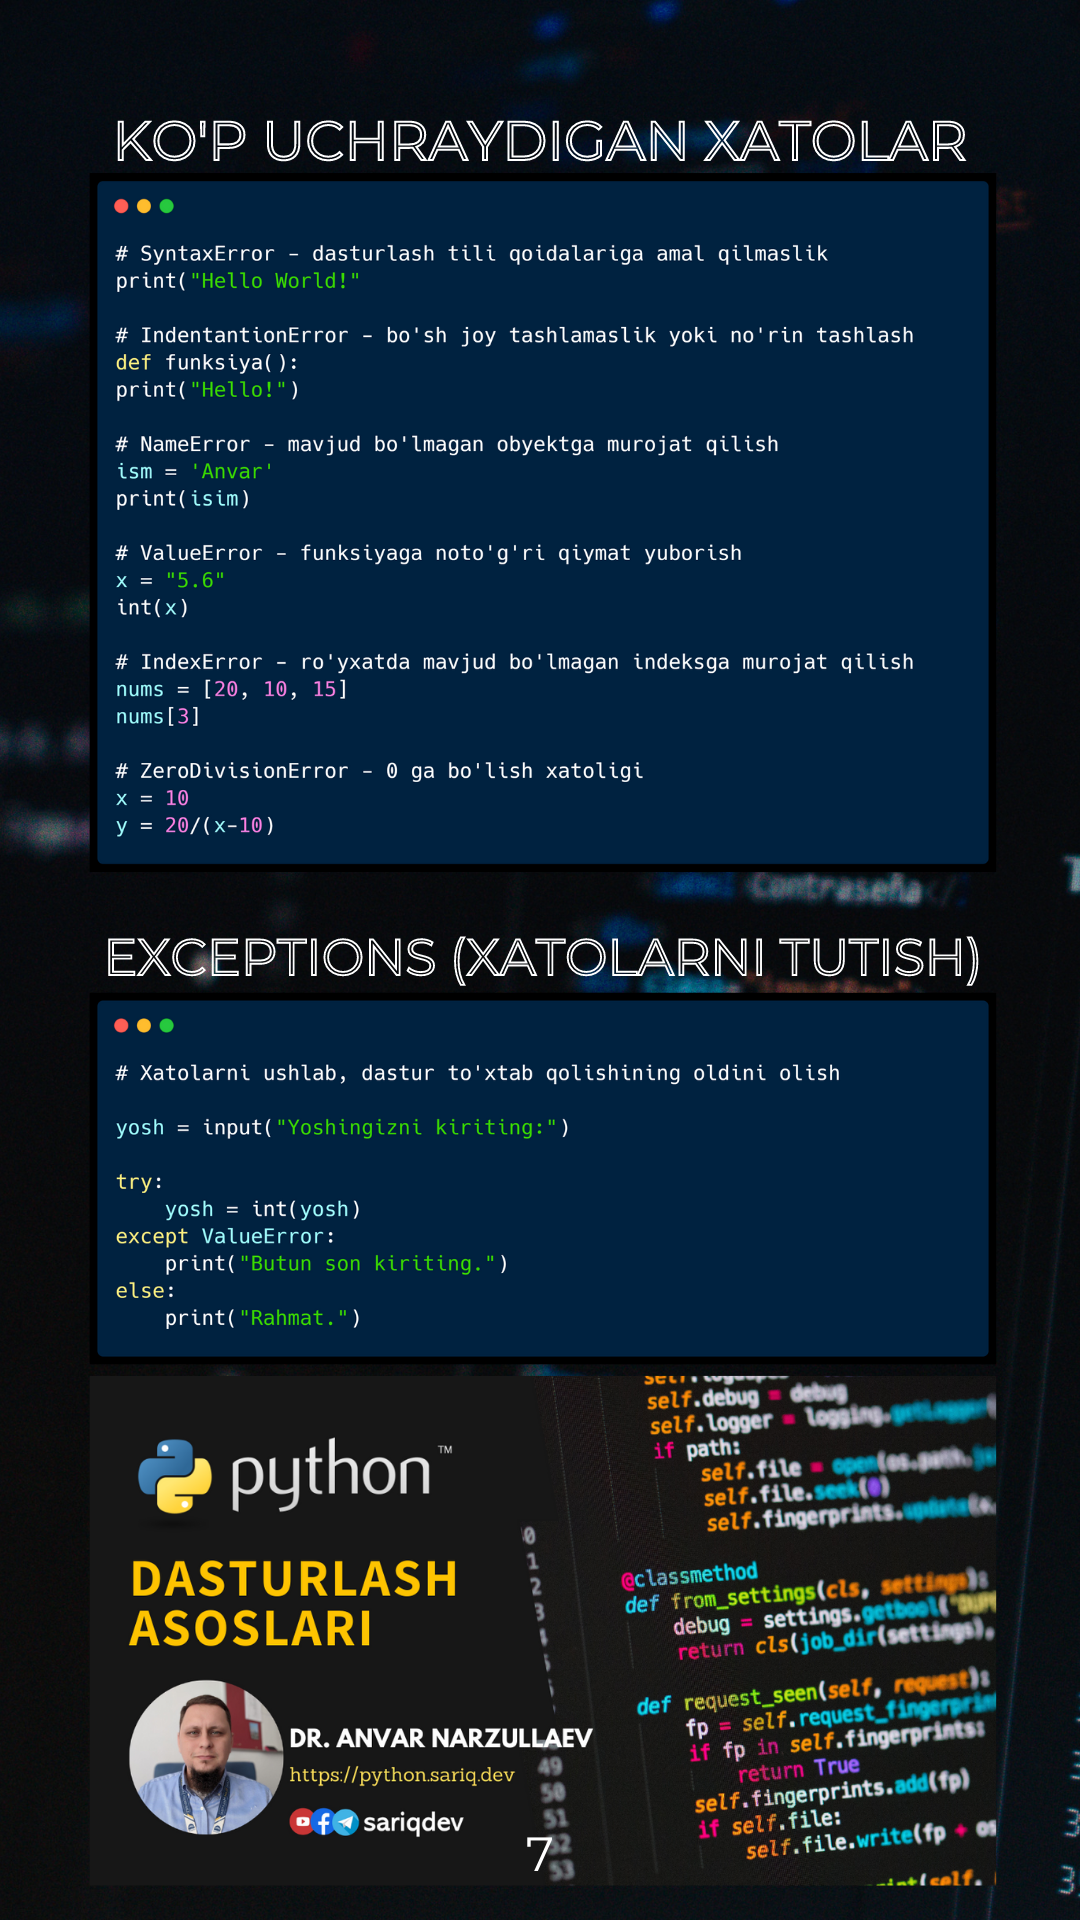 KO'P UCHRAYDIGAN XATOLAR
# SyntaxError - dasturlash tili qoidalariga amal qilmaslik
print("Hello World!"
# IndentantionError - bo'sh joy tashlamaslik yoki no'rin tashlash
def funksiya():
print("Hello!")
# NameError - mavjud bo'lmagan obyektga murojat qilish
ism = 'Anvar'
print(isim)
# ValueError - funksiyaga noto'g'ri qiymat yuborish
x = "5.6"
int(x)
# IndexError - ro'yxatda mavjud bo'lmagan indeksga murojat qilish
nums = [20, 10, 15]
nums[3]
# ZeroDivisionError - 0 ga bo'lish xatoligi
x = 10
y = 20/(x-10)
Contraseña</
EXCEPTIONS (XATOLARNI TUTISH)
# Xatolarni ushlab, dastur to'xtab qolishining oldini olish
yosh = input("Yoshingizni kiriting:")
try:
    yosh = int(yosh)
except ValueError:
    print("Butun son kiriting.")
else:
    print("Rahmat.")
python™
DASTURLASH
ASOSLARI
DR. ANVAR NARZULLAEV
https://python.sariq.dev
sariqdev
7
self.debug = debug
self.logger = logging.getLogger(
if path:
self.file = open(os.path.
self.file.seek(0)
self.fingerprints.update(
@classmethod
def from_settings(cls, settings):
debug = settings.getbool(
return cls(job_dir(settings),
def request_seen(self, request):
fp = self.request_fingerprin
if fp in self.fingerprints:
return True
self.fingerprints.add(fp)
if self.file:
self.file.write(fp + os
49
50
51
52
53